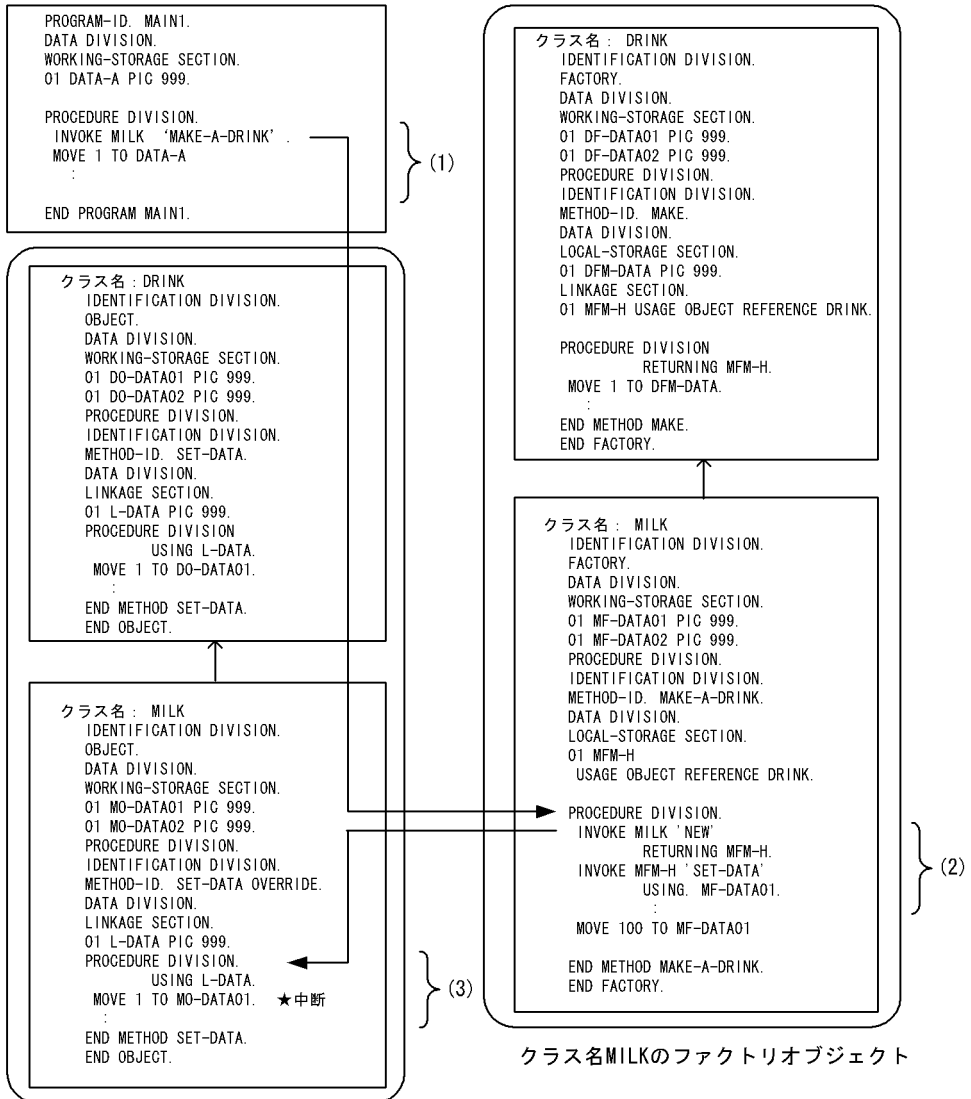 PROGRAM-ID. MAIN1.
DATA DIVISION.
WORKING-STORAGE SECTION.
01 DATA-A PIC 999.
PROCEDURE DIVISION.
INVOKE MILK 'MAKE-A-DRINK' .
MOVE 1 TO DATA-A
:
END PROGRAM MAIN1.
(1)
クラス名：DRINK
IDENTIFICATION DIVISION.
OBJECT.
DATA DIVISION.
WORKING-STORAGE SECTION.
01 DO-DATA01 PIC 999.
01 DO-DATA02 PIC 999.
PROCEDURE DIVISION.
IDENTIFICATION DIVISION.
METHOD-ID. SET-DATA.
DATA DIVISION.
LINKAGE SECTION.
01 L-DATA PIC 999.
PROCEDURE DIVISION
USING L-DATA.
MOVE 1 TO DO-DATA01.
:
END METHOD SET-DATA.
END OBJECT.
クラス名： MILK
IDENTIFICATION DIVISION.
OBJECT.
DATA DIVISION.
WORKING-STORAGE SECTION.
01 MO-DATA01 PIC 999.
01 MO-DATA02 PIC 999.
PROCEDURE DIVISION.
IDENTIFICATION DIVISION.
METHOD-ID. SET-DATA OVERRIDE.
DATA DIVISION.
LINKAGE SECTION.
01 L-DATA PIC 999.
PROCEDURE DIVISION.
USING L-DATA.
MOVE 1 TO MO-DATA01. ★中断
:
END METHOD SET-DATA.
END OBJECT.
(3)
クラス名： DRINK
IDENTIFICATION DIVISION.
FACTORY.
DATA DIVISION.
WORKING-STORAGE SECTION.
01 DF-DATA01 PIC 999.
01 DF-DATA02 PIC 999.
PROCEDURE DIVISION.
IDENTIFICATION DIVISION.
METHOD-ID. MAKE.
DATA DIVISION.
LOCAL-STORAGE SECTION.
01 DFM-DATA PIC 999.
LINKAGE SECTION.
01 MFM-H USAGE OBJECT REFERENCE DRINK.
PROCEDURE DIVISION
RETURNING MFM-H.
MOVE 1 TO DFM-DATA.
:
END METHOD MAKE.
END FACTORY.
クラス名： MILK
IDENTIFICATION DIVISION.
FACTORY.
DATA DIVISION.
WORKING-STORAGE SECTION.
01 MF-DATA01 PIC 999.
01 MF-DATA02 PIC 999.
PROCEDURE DIVISION.
IDENTIFICATION DIVISION.
METHOD-ID. MAKE-A-DRINK.
DATA DIVISION.
LOCAL-STORAGE SECTION.
01 MFM-H
USAGE OBJECT REFERENCE DRINK.
PROCEDURE DIVISION.
INVOKE MILK 'NEW'
RETURNING MFM-H.
INVOKE MFM-H 'SET-DATA'
USING. MF-DATA01.
:
MOVE 100 TO MF-DATA01
END METHOD MAKE-A-DRINK.
END FACTORY.
(2)
クラス名MILKのファクトリオブジェクト